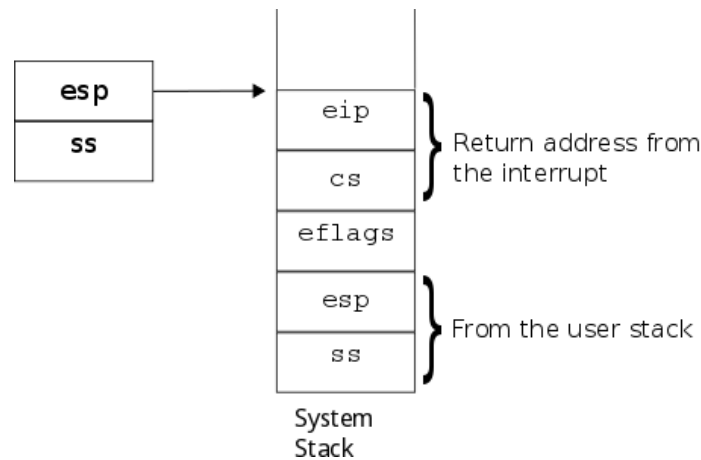 esp
ss
eip
cs
eflags
esp
ss
Return address from
the interrupt
From the user stack
System
Stack